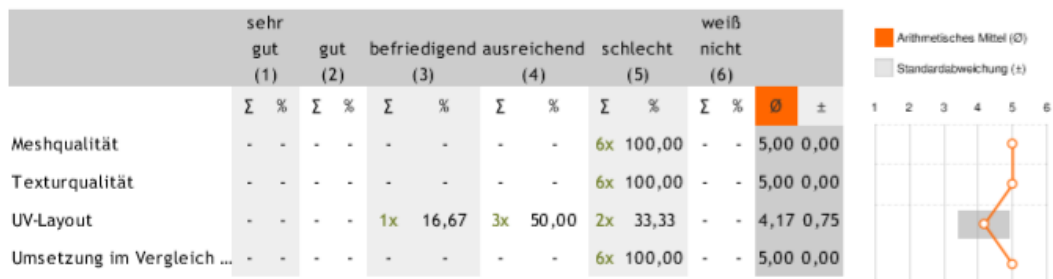 sehr weiß
gut gut befriedigend ausreichend schlecht nicht
(1) (2) (3) (4) (5) (6)
Arithmetisches Mittel (Ø)
Standardabweichung (±)
Σ % Σ % Σ % Σ % Σ % Σ % Ø ±
1 2 3 4 5 6
Meshqualität - - - - - - - - 6x 100,00 - - 5,00 0,00
Texturqualität - - - - - - - - 6x 100,00 - - 5,00 0,00
UV-Layout - - - - 1x 16,67 3x 50,00 2x 33,33 - - 4,17 0,75
Umsetzung im Vergleich ... - - - - - - - - 6x 100,00 - - 5,00 0,00